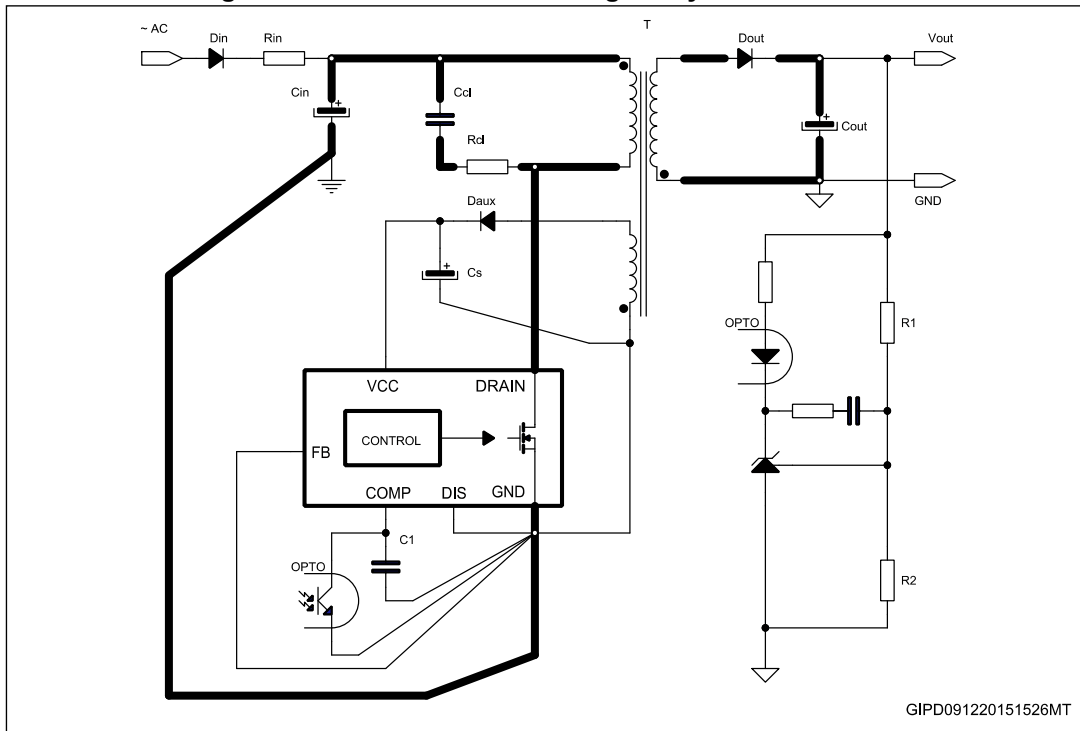 ~ AC
Din
Rin
T
Dout
Vout
Cin
+
Ccl
+
Cout
Rcl
GND
Daux
+
Cs
OPTO
R1
VCC
DRAIN
CONTROL
FB
COMP
DIS
GND
C1
OPTO
R2
GIPD091220151526MT